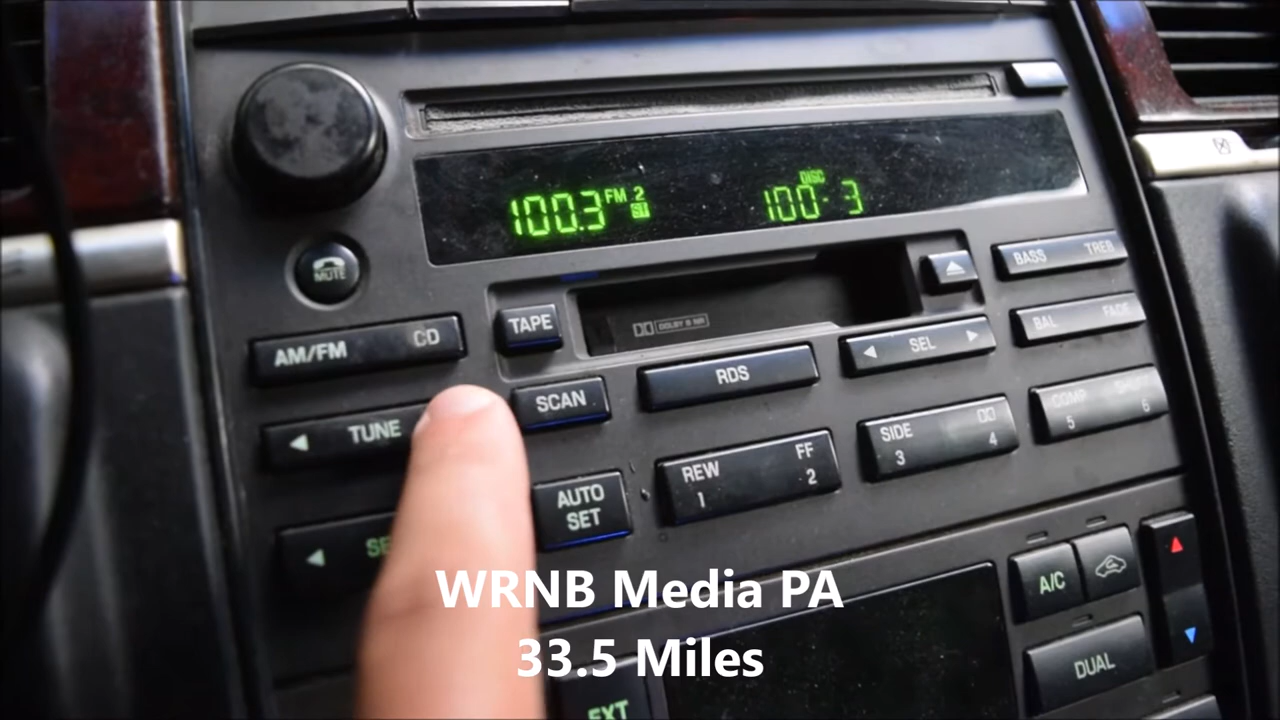 100.3 FM 2 ST
DISC
100· 3
MUTE
AM/FM CD
TAPE
DOLBY B NR
BASS TREB
BAL FADE
◀ TUNE
SCAN
RDS
◀ SEL ▶
◀ SE
AUTO
SET
REW FF
1 2
SIDE
3 4
COMP SHUFF
5 6
A/C
DUAL
EXT
WRNB Media PA
33.5 Miles